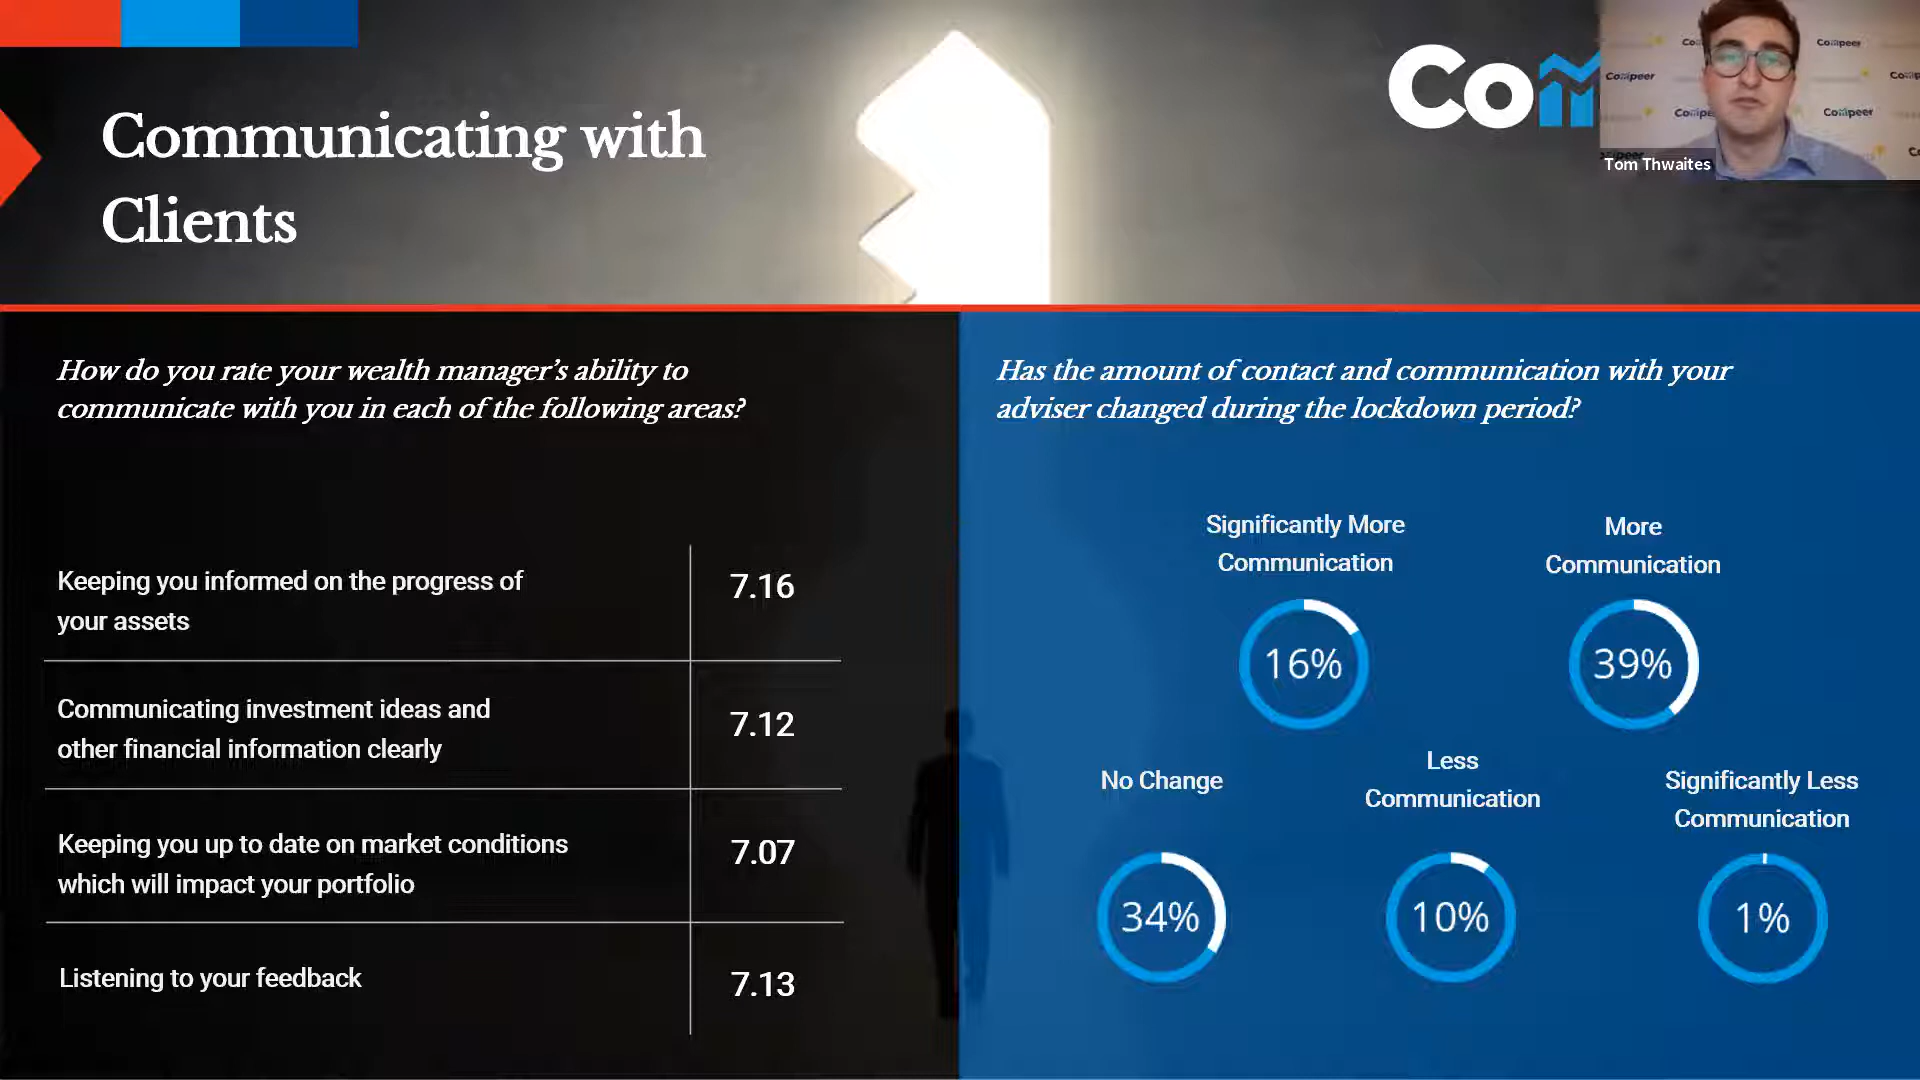 Communicating with
Clients
Co
Compeer
Compeer
Compeer
Tom Thwaites
How do you rate your wealth manager's ability to
communicate with you in each of the following areas?
Keeping you informed on the progress of
your assets
7.16
Communicating investment ideas and
other financial information clearly
7.12
Keeping you up to date on market conditions
which will impact your portfolio
7.07
Listening to your feedback
7.13
Has the amount of contact and communication with your
adviser changed during the lockdown period?
Significantly More
Communication
16%
More
Communication
39%
No Change
34%
Less
Communication
10%
Significantly Less
Communication
1%